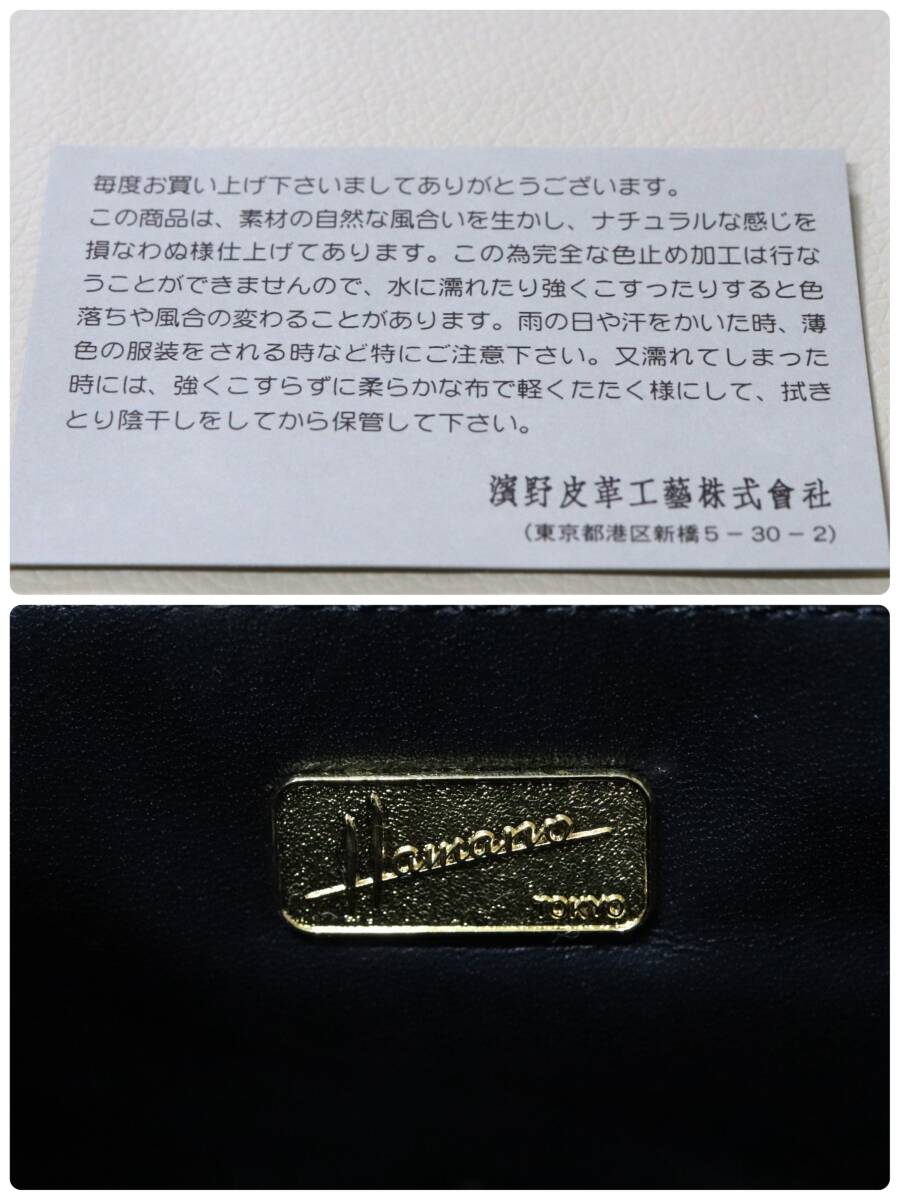 毎度お買い上げ下さいましてありがとうございます。
この商品は、素材の自然な風合いを生かし、ナチュラルな感じを
損なわぬ様仕上げてあります。この為完全な色止め加工は行な
うことができませんので、水に濡れたり強くこすったりすると色
落ちや風合の変わることがあります。雨の日や汗をかいた時、薄
色の服装をされる時など特にご注意下さい。又濡れてしまった
時には、強くこすらずに柔らかな布で軽くたたく様にして、拭き
とり陰干しをしてから保管して下さい。
濱野皮革工藝株式會社
(東京都港区新橋5－30－2)
Hamano
TOKYO